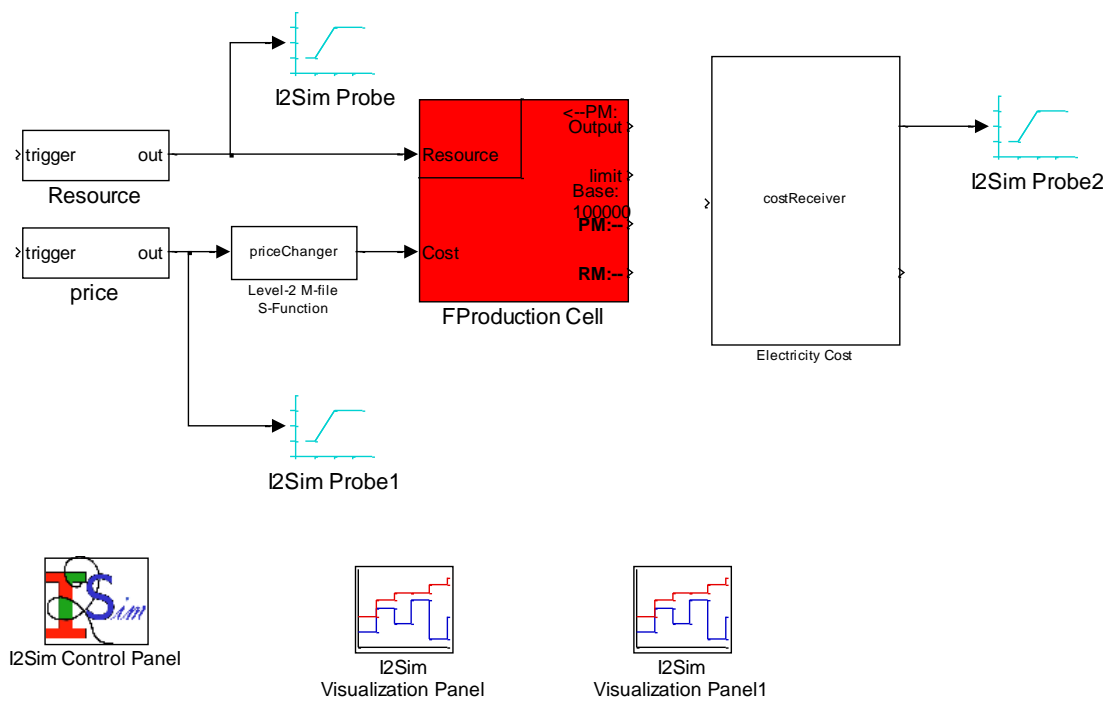 I2Sim Probe
trigger
out
Resource
trigger
out
price
priceChanger
Level-2 M-file
S-Function
Resource
Cost
<--PM:
Output
limit
Base:
100000
PM:--
RM:--
FProduction Cell
costReceiver
Electricity Cost
I2Sim Probe2
I2Sim Probe1
I
Sim
I2Sim Control Panel
I2Sim
Visualization Panel
I2Sim
Visualization Panel1